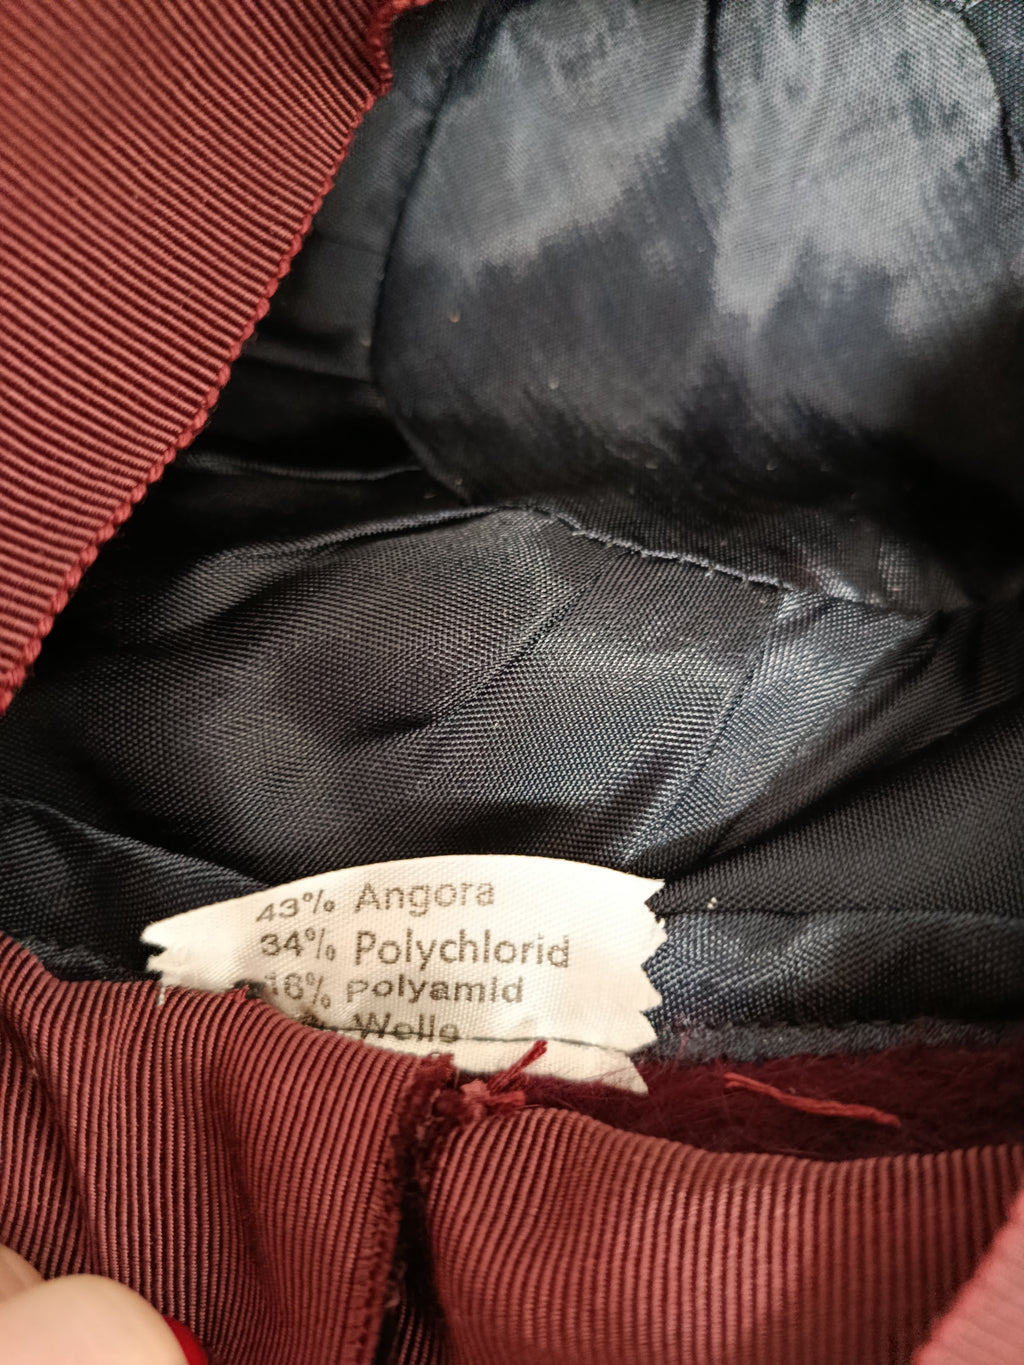 43% Angora
34% Polychlorid
16% Polyamid
% Wolle